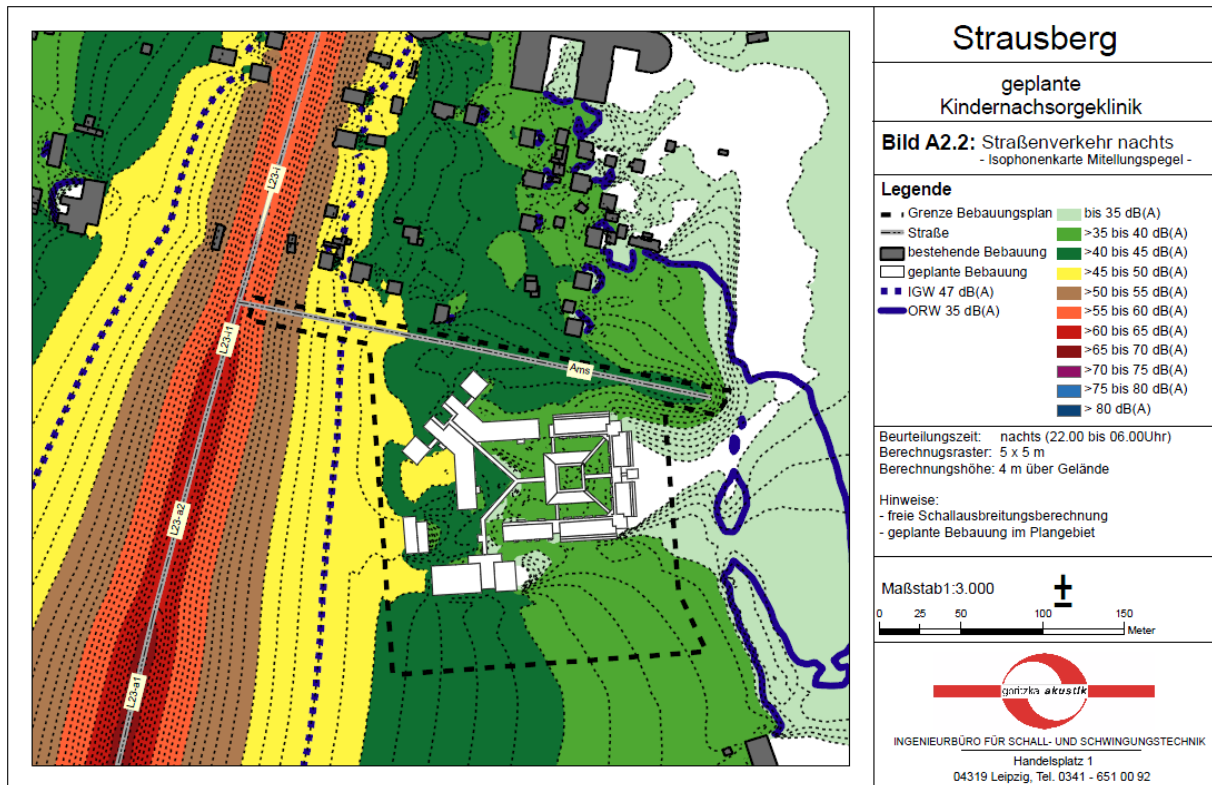 Strausberg
geplante
Kindernachsorgeklinik
Bild A2.2: Straßenverkehr nachts
- Isophonenkarte Mitellungspegel -
Legende
Grenze Bebauungsplan
Straße
bestehende Bebauung
geplante Bebauung
IGW 47 dB(A)
ORW 35 dB(A)
bis 35 dB(A)
>35 bis 40 dB(A)
>40 bis 45 dB(A)
>45 bis 50 dB(A)
>50 bis 55 dB(A)
>55 bis 60 dB(A)
>60 bis 65 dB(A)
>65 bis 70 dB(A)
>70 bis 75 dB(A)
>75 bis 80 dB(A)
> 80 dB(A)
Beurteilungszeit: nachts (22.00 bis 06.00Uhr)
Berechnugsraster: 5 x 5 m
Berechnungshöhe: 4 m über Gelände
Hinweise:
- freie Schallausbreitungsberechnung
- geplante Bebauung im Plangebiet
Maßstab1:3.000
0 25 50 100 150
Meter
goritzka akustik
INGENIEURBÜRO FÜR SCHALL- UND SCHWINGUNGSTECHNIK
Handelsplatz 1
04319 Leipzig, Tel. 0341 - 651 00 92
L23-i
L23-i1
Ams
L23-a2
L23-a1